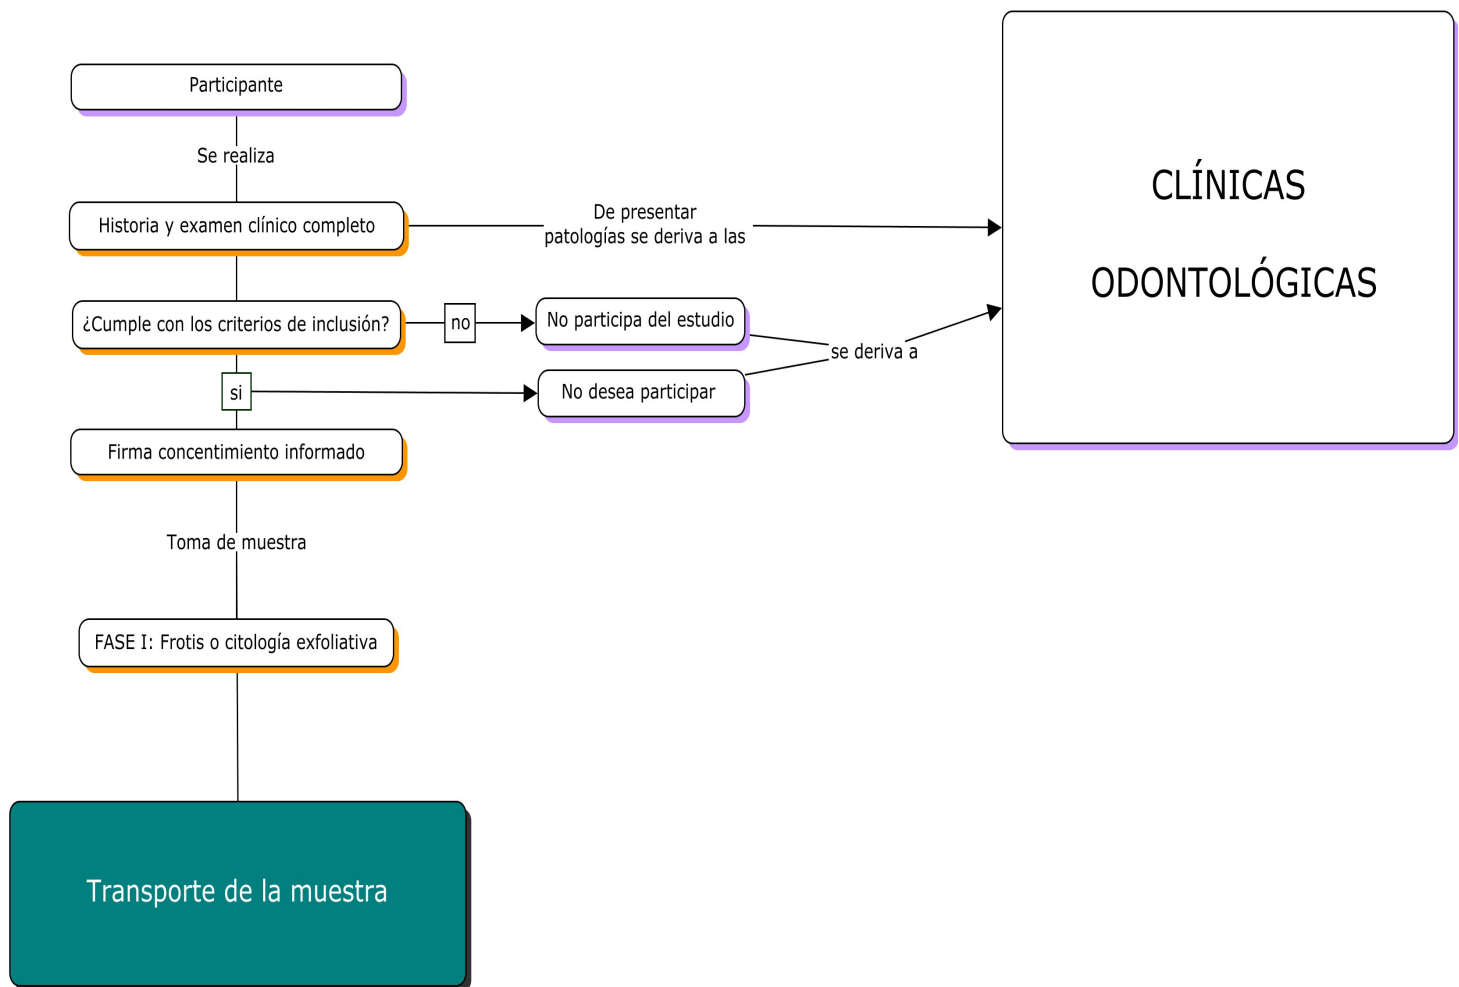 Participante
Se realiza
Historia y examen clínico completo
De presentar
patologías se deriva a las
CLÍNICAS
ODONTOLÓGICAS
¿Cumple con los criterios de inclusión?
no
No participa del estudio
se deriva a
si
No desea participar
Firma concentimiento informado
Toma de muestra
FASE I: Frotis o citología exfoliativa
Transporte de la muestra